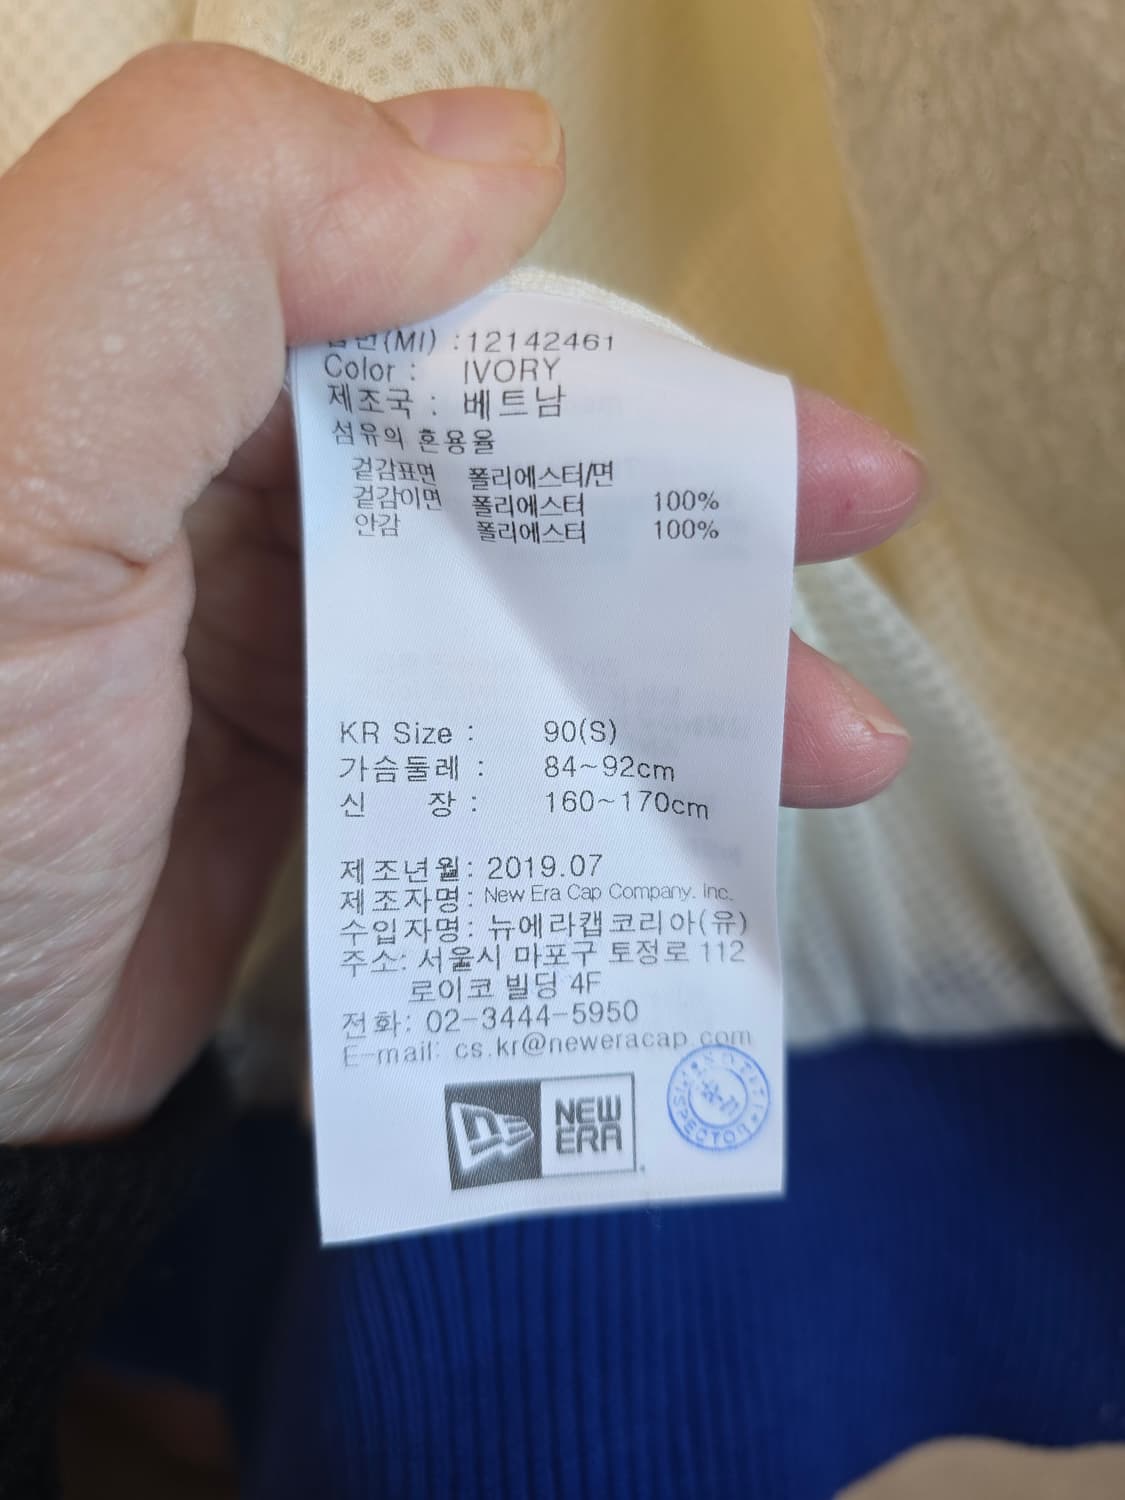 (MI) :12142461
Color : IVORY
제조국 : 베트남
섬유의 혼용율
겉감표면 폴리에스터/면
겉감이면 폴리에스터 100%
안감 폴리에스터 100%
KR Size : 90(S)
가슴둘레 : 84~92cm
신 장 : 160~170cm
제조년월: 2019.07
제조자명: New Era Cap Company. Inc.
수입자명: 뉴에라캡코리아(유)
주소: 서울시 마포구 토정로 112
로이코 빌딩 4F
전화: 02-3444-5950
E-mail: cs.kr@neweracap.com
NEW
ERA